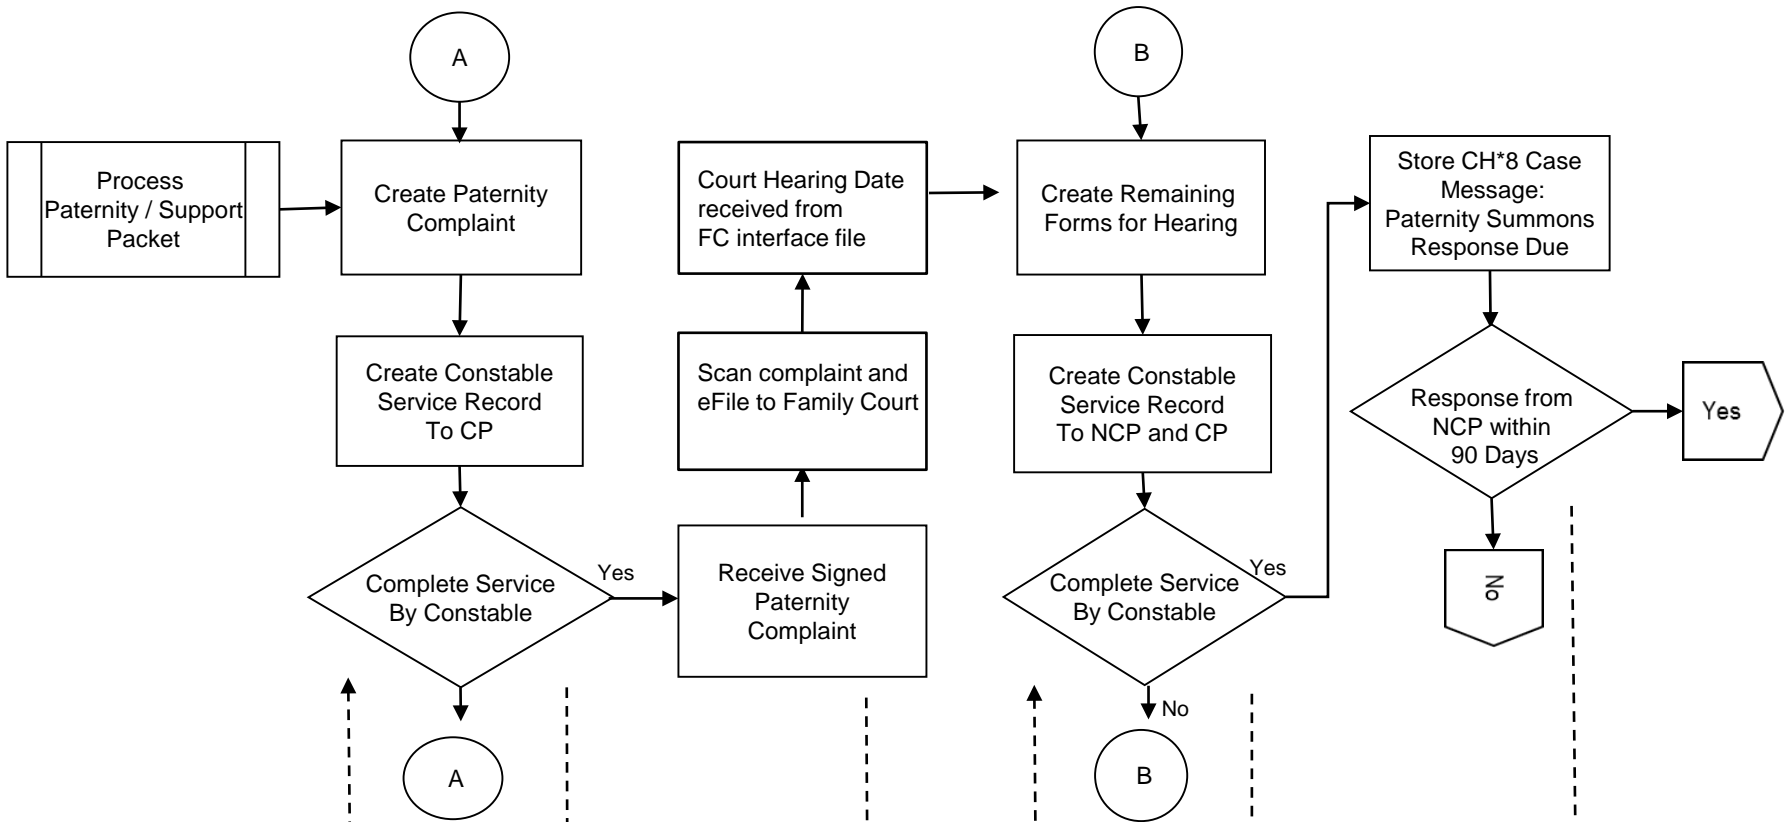 A
B
Process
Paternity / Support
Packet
Create Paternity
Complaint
Court Hearing Date
received from
FC interface file
Create Remaining
Forms for Hearing
Store CH*8 Case
Message:
Paternity Summons
Response Due
Create Constable
Service Record
To CP
Scan complaint and
eFile to Family Court
Create Constable
Service Record
To NCP and CP
Response from
NCP within
90 Days
Yes
Complete Service
By Constable
Yes
Receive Signed
Paternity
Complaint
Complete Service
By Constable
Yes
No
No
A
B